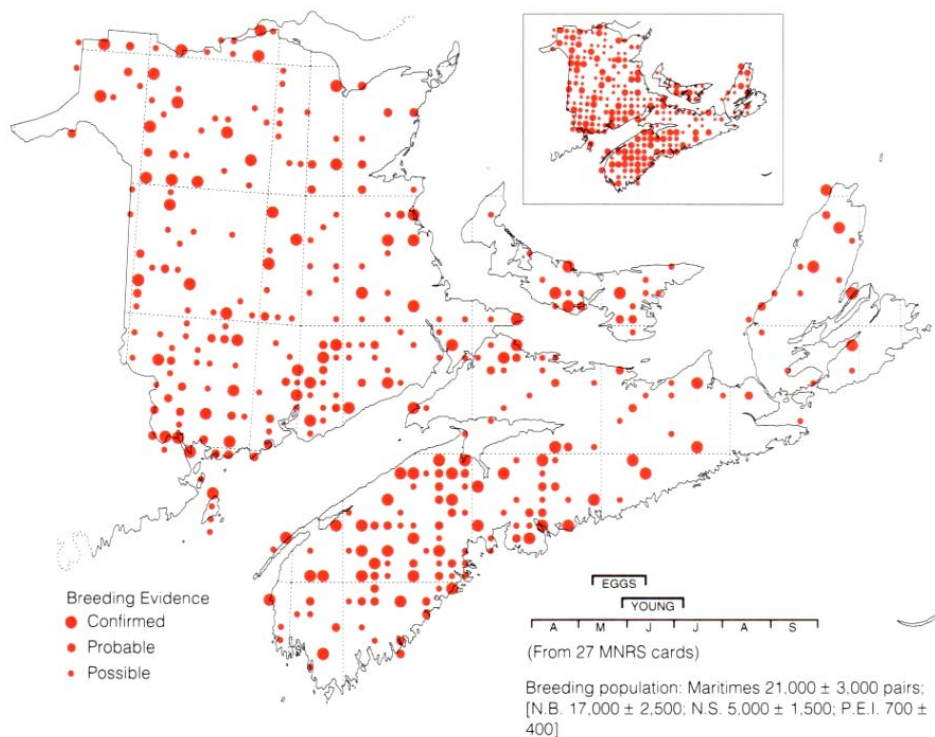 Breeding Evidence
Confirmed
Probable
Possible
EGGS
YOUNG
A M J J A S
(From 27 MNRS cards)
Breeding population: Maritimes 21,000 ± 3,000 pairs;
[N.B. 17,000 ± 2,500; N.S. 5,000 ± 1,500; P.E.I. 700 ±
400]